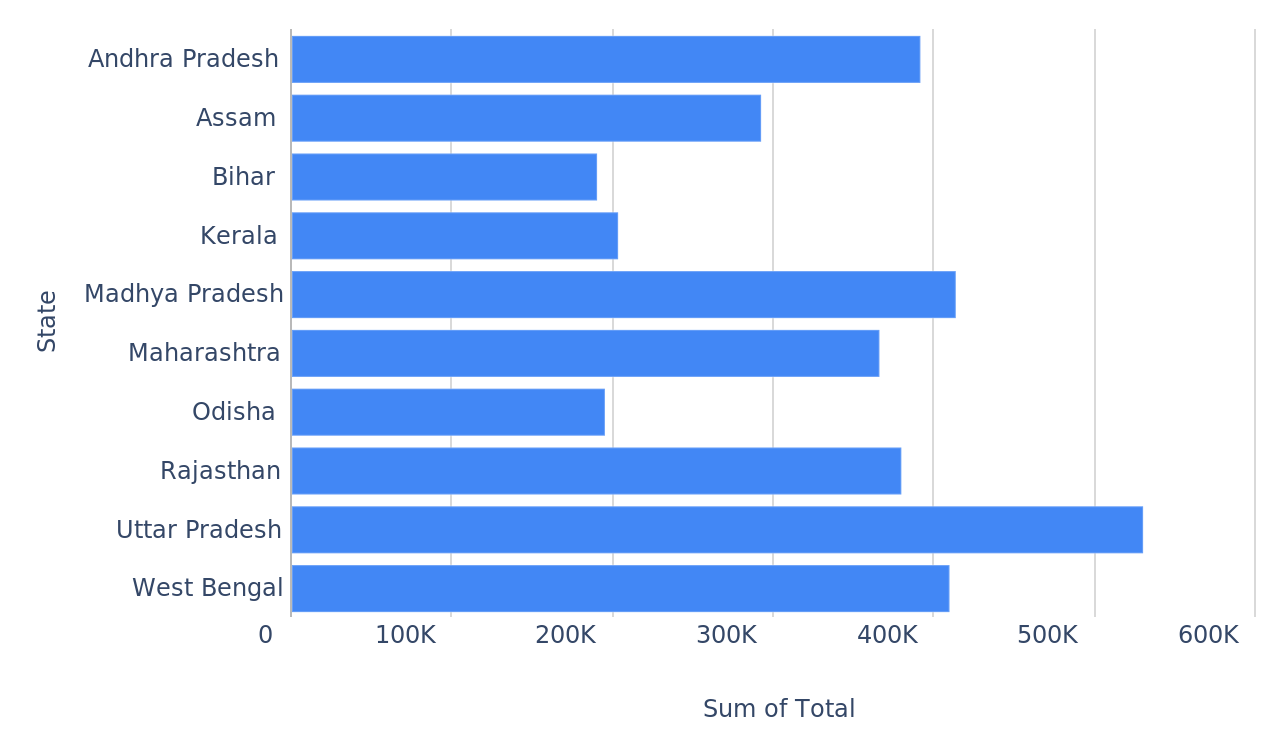 Andhra Pradesh
Assam
Bihar
Kerala
Madhya Pradesh
Maharashtra
Odisha
Rajasthan
Uttar Pradesh
West Bengal
State
0 100K 200K 300K 400K 500K 600K
Sum of Total